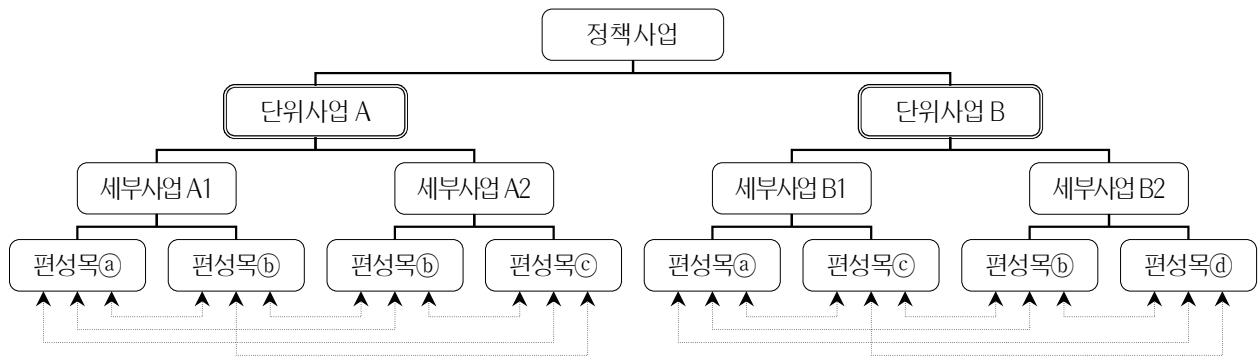 정책사업
단위사업 A
단위사업 B
세부사업 A1
세부사업 A2
세부사업 B1
세부사업 B2
편성목ⓐ
편성목ⓑ
편성목ⓑ
편성목ⓒ
편성목ⓐ
편성목ⓒ
편성목ⓑ
편성목ⓓ